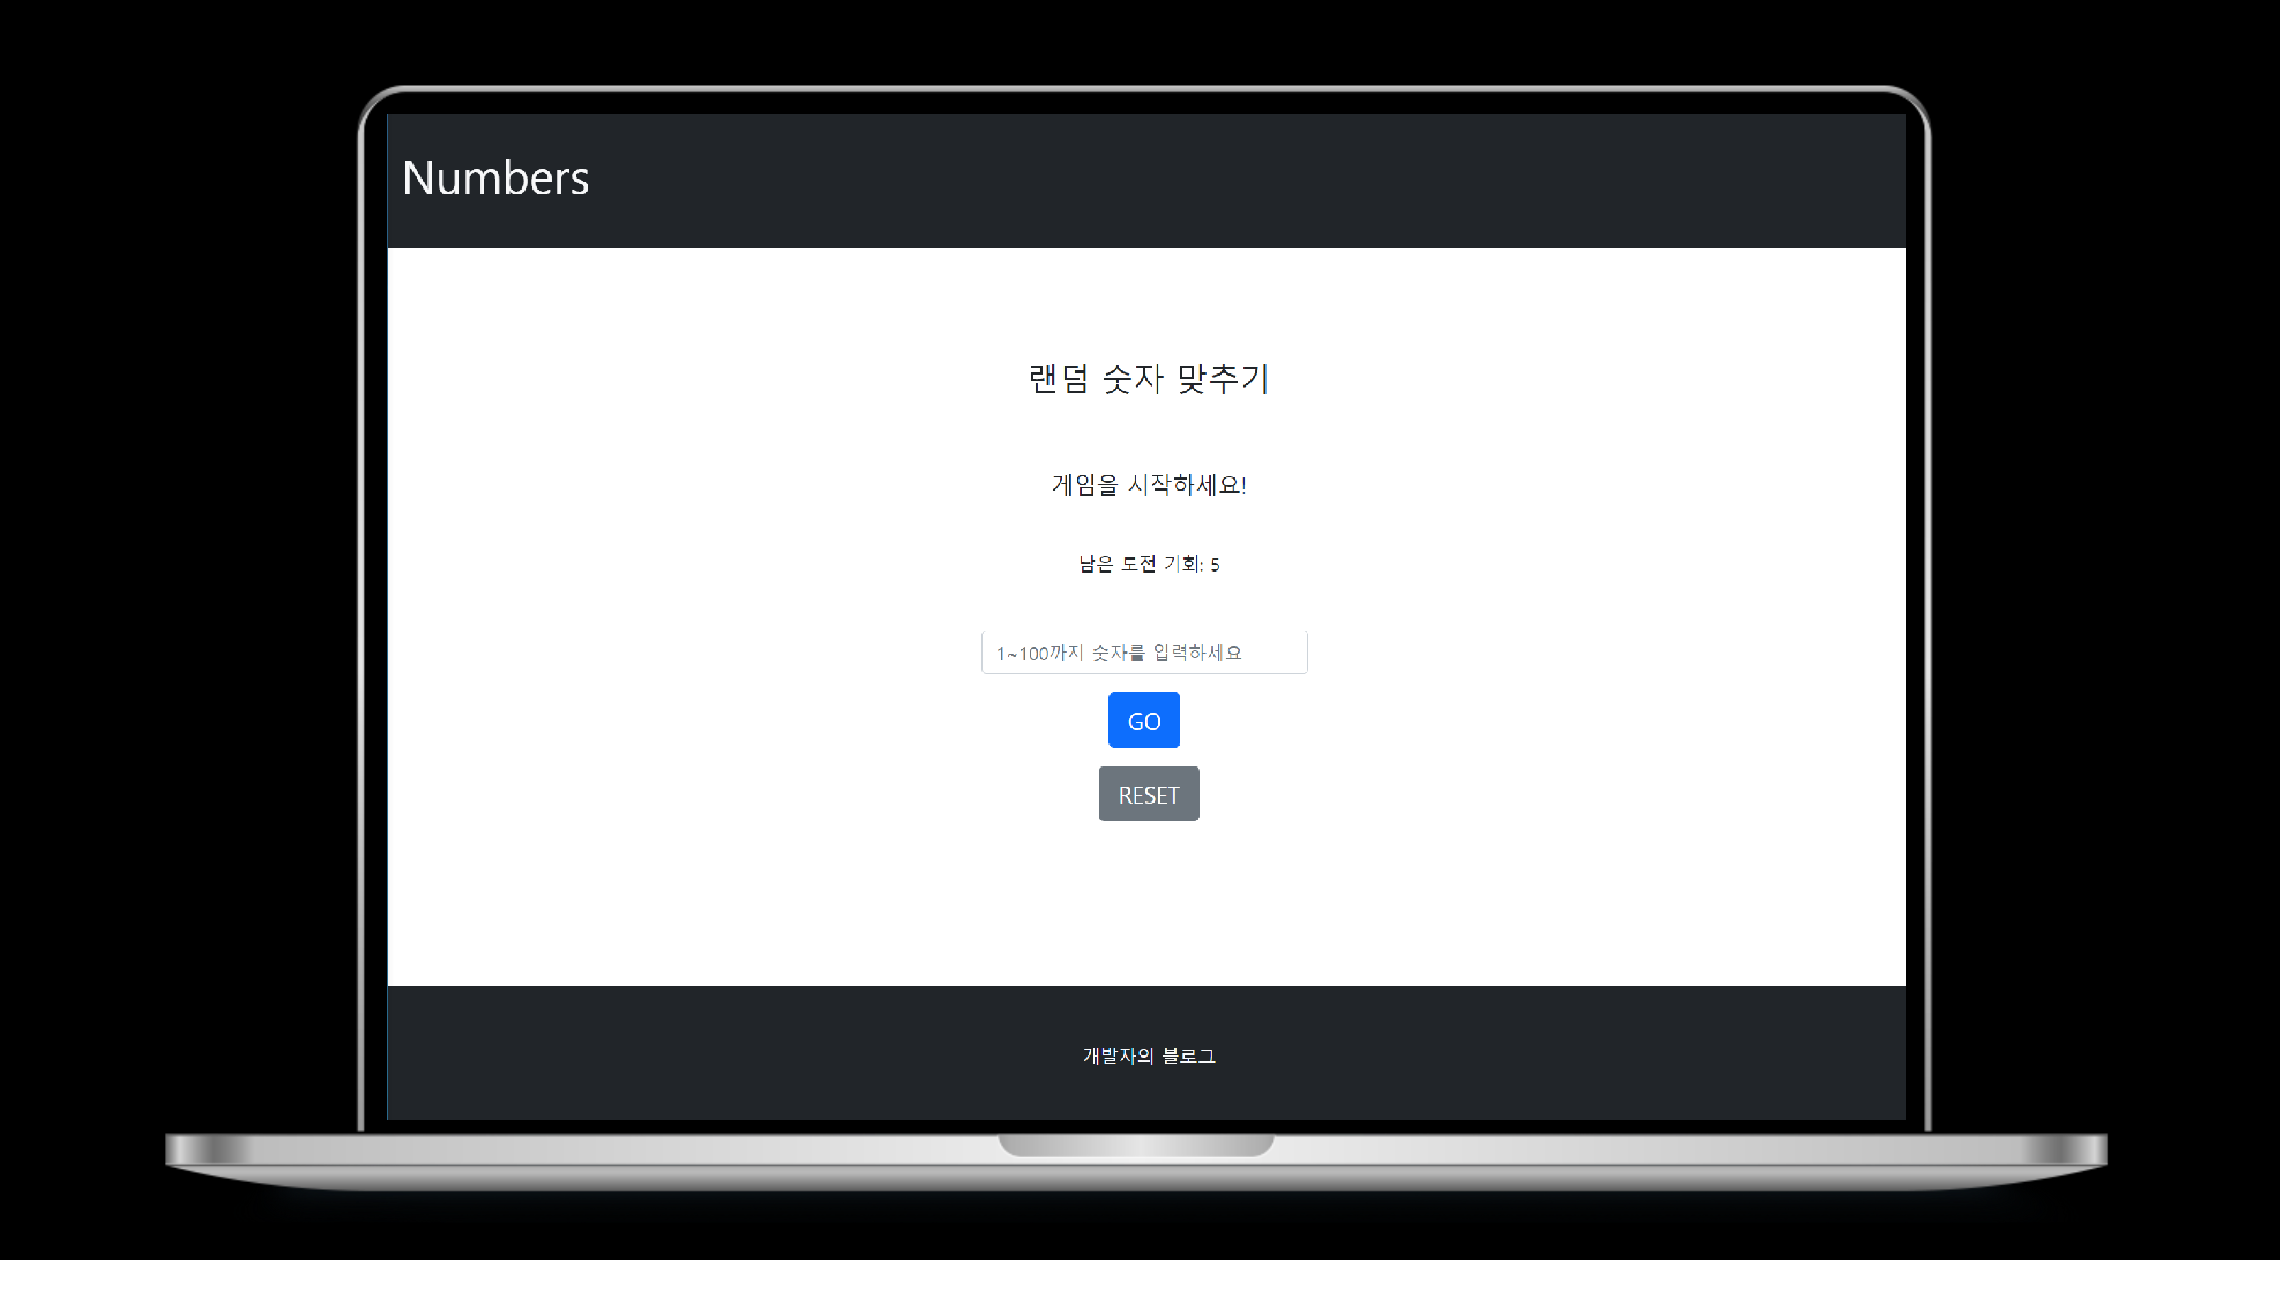 Numbers
랜덤 숫자 맞추기
게임을 시작하세요!
남은 도전 기회: 5
1~100까지 숫자를 입력하세요
GO
RESET
개발자의 블로그